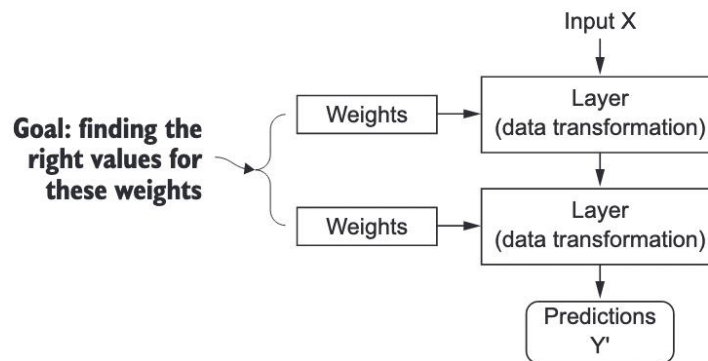 Input X
Goal: finding the
right values for
these weights
Weights
Layer
(data transformation)
Weights
Layer
(data transformation)
Predictions
Y'